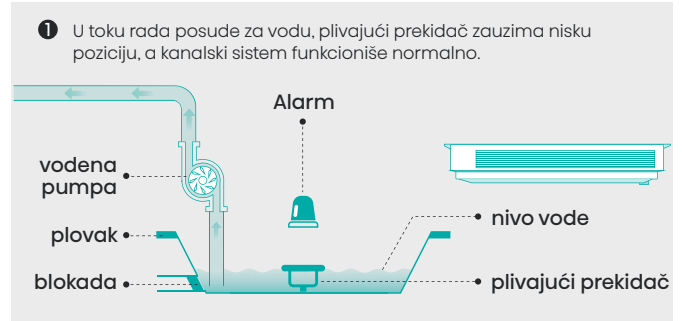 1 U toku rada posude za vodu, plivajući prekidač zauzima nisku
poziciju, a kanalski sistem funkcioniše normalno.
Alarm
vodena
pumpa
nivo vode
plovak
blokada
plivajući prekidač